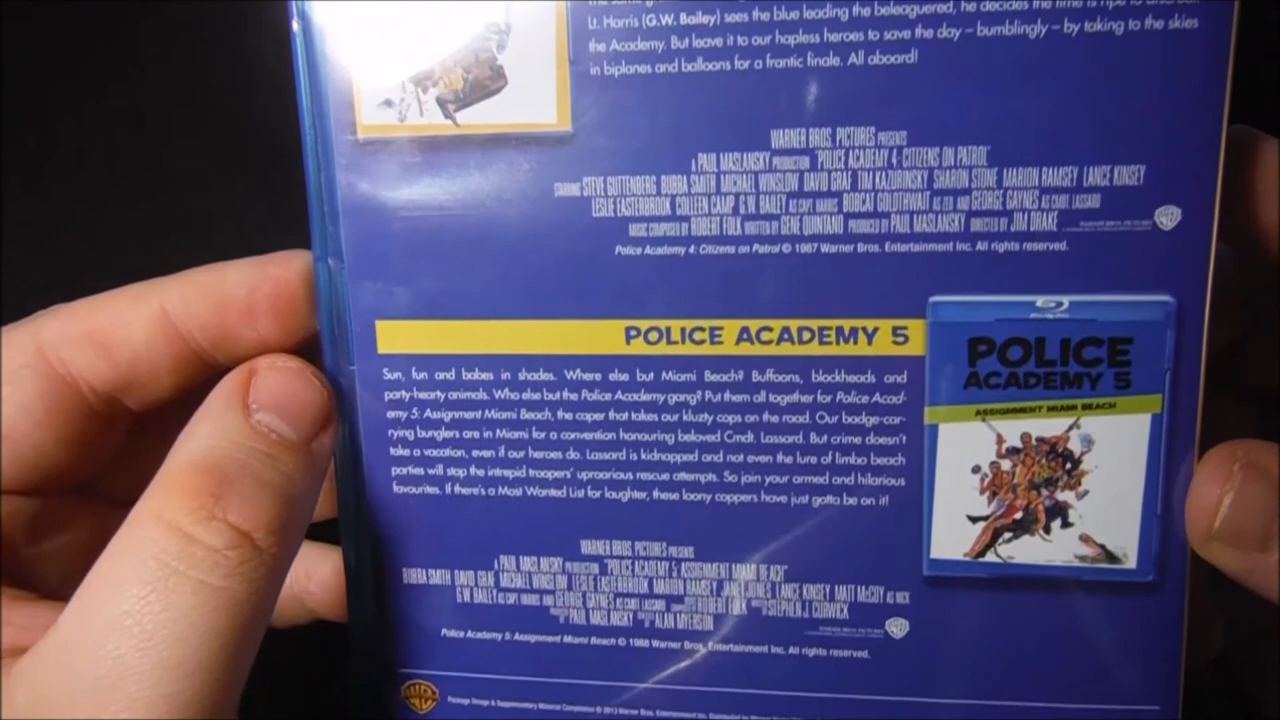 Lt. Harris (G.W. Bailey) sees the blue leading the beleaguered, he decides the time is ripe to
the Academy. But leave it to our hapless heroes to save the day – bumblingly – by taking to the skies
in biplanes and balloons for a frantic finale. All aboard!
WARNER BROS. PICTURES PRESENTS
A PAUL MASLANSKY PRODUCTION "POLICE ACADEMY 4: CITIZENS ON PATROL"
STARRING STEVE GUTTENBERG BUBBA SMITH MICHAEL WINSLOW DAVID GRAF TIM KAZURINSKY SHARON STONE MARION RAMSEY LANCE KINSEY
LESLIE EASTERBROOK COLLEEN CAMP G.W. BAILEY AS CAPT. HARRIS BOBCAT GOLDTHWAIT AS ZED AND GEORGE GAYNES AS CMDT. LASSARD
MUSIC COMPOSED BY ROBERT FOLK WRITTEN BY GENE QUINTANO PRODUCED BY PAUL MASLANSKY DIRECTED BY JIM DRAKE
Police Academy 4: Citizens on Patrol © 1987 Warner Bros. Entertainment Inc. All rights reserved.
POLICE ACADEMY 5
Sun, fun and babes in shades. Where else but Miami Beach? Buffoons, blockheads and
party-hearty animals. Who else but the Police Academy gang? Put them all together for Police Acad-
emy 5: Assignment Miami Beach, the caper that takes our kluzty cops on the road. Our badge-car-
rying bunglers are in Miami for a convention honouring beloved Cmdt. Lassard. But crime doesn't
take a vacation, even if our heroes do. Lassard is kidnapped and not even the lure of limbo beach
parties will stop the intrepid troopers' uproarious rescue attempts. So join your armed and hilarious
favourites. If there's a Most Wanted List for laughter, these loony coppers have just gotta be on it!
Blu-ray Disc
POLICE
ACADEMY 5
ASSIGNMENT MIAMI BEACH
WARNER BROS. PICTURES PRESENTS
A PAUL MASLANSKY PRODUCTION "POLICE ACADEMY 5: ASSIGNMENT MIAMI BEACH"
BUBBA SMITH DAVID GRAF MICHAEL WINSLOW LESLIE EASTERBROOK MARION RAMSEY JANET JONES LANCE KINSEY MATT McCOY AS NICK
G.W. BAILEY AS CAPT. HARRIS AND GEORGE GAYNES AS CMDT. LASSARD ROBERT FOLK STEPHEN J. CURWICK
PAUL MASLANSKY ALAN MYERSON
Police Academy 5: Assignment Miami Beach © 1988 Warner Bros. Entertainment Inc. All rights reserved.
Package Design & Supplementary Material Compilation © 2013 Warner Bros. Entertainment Inc. Distributed by Warner